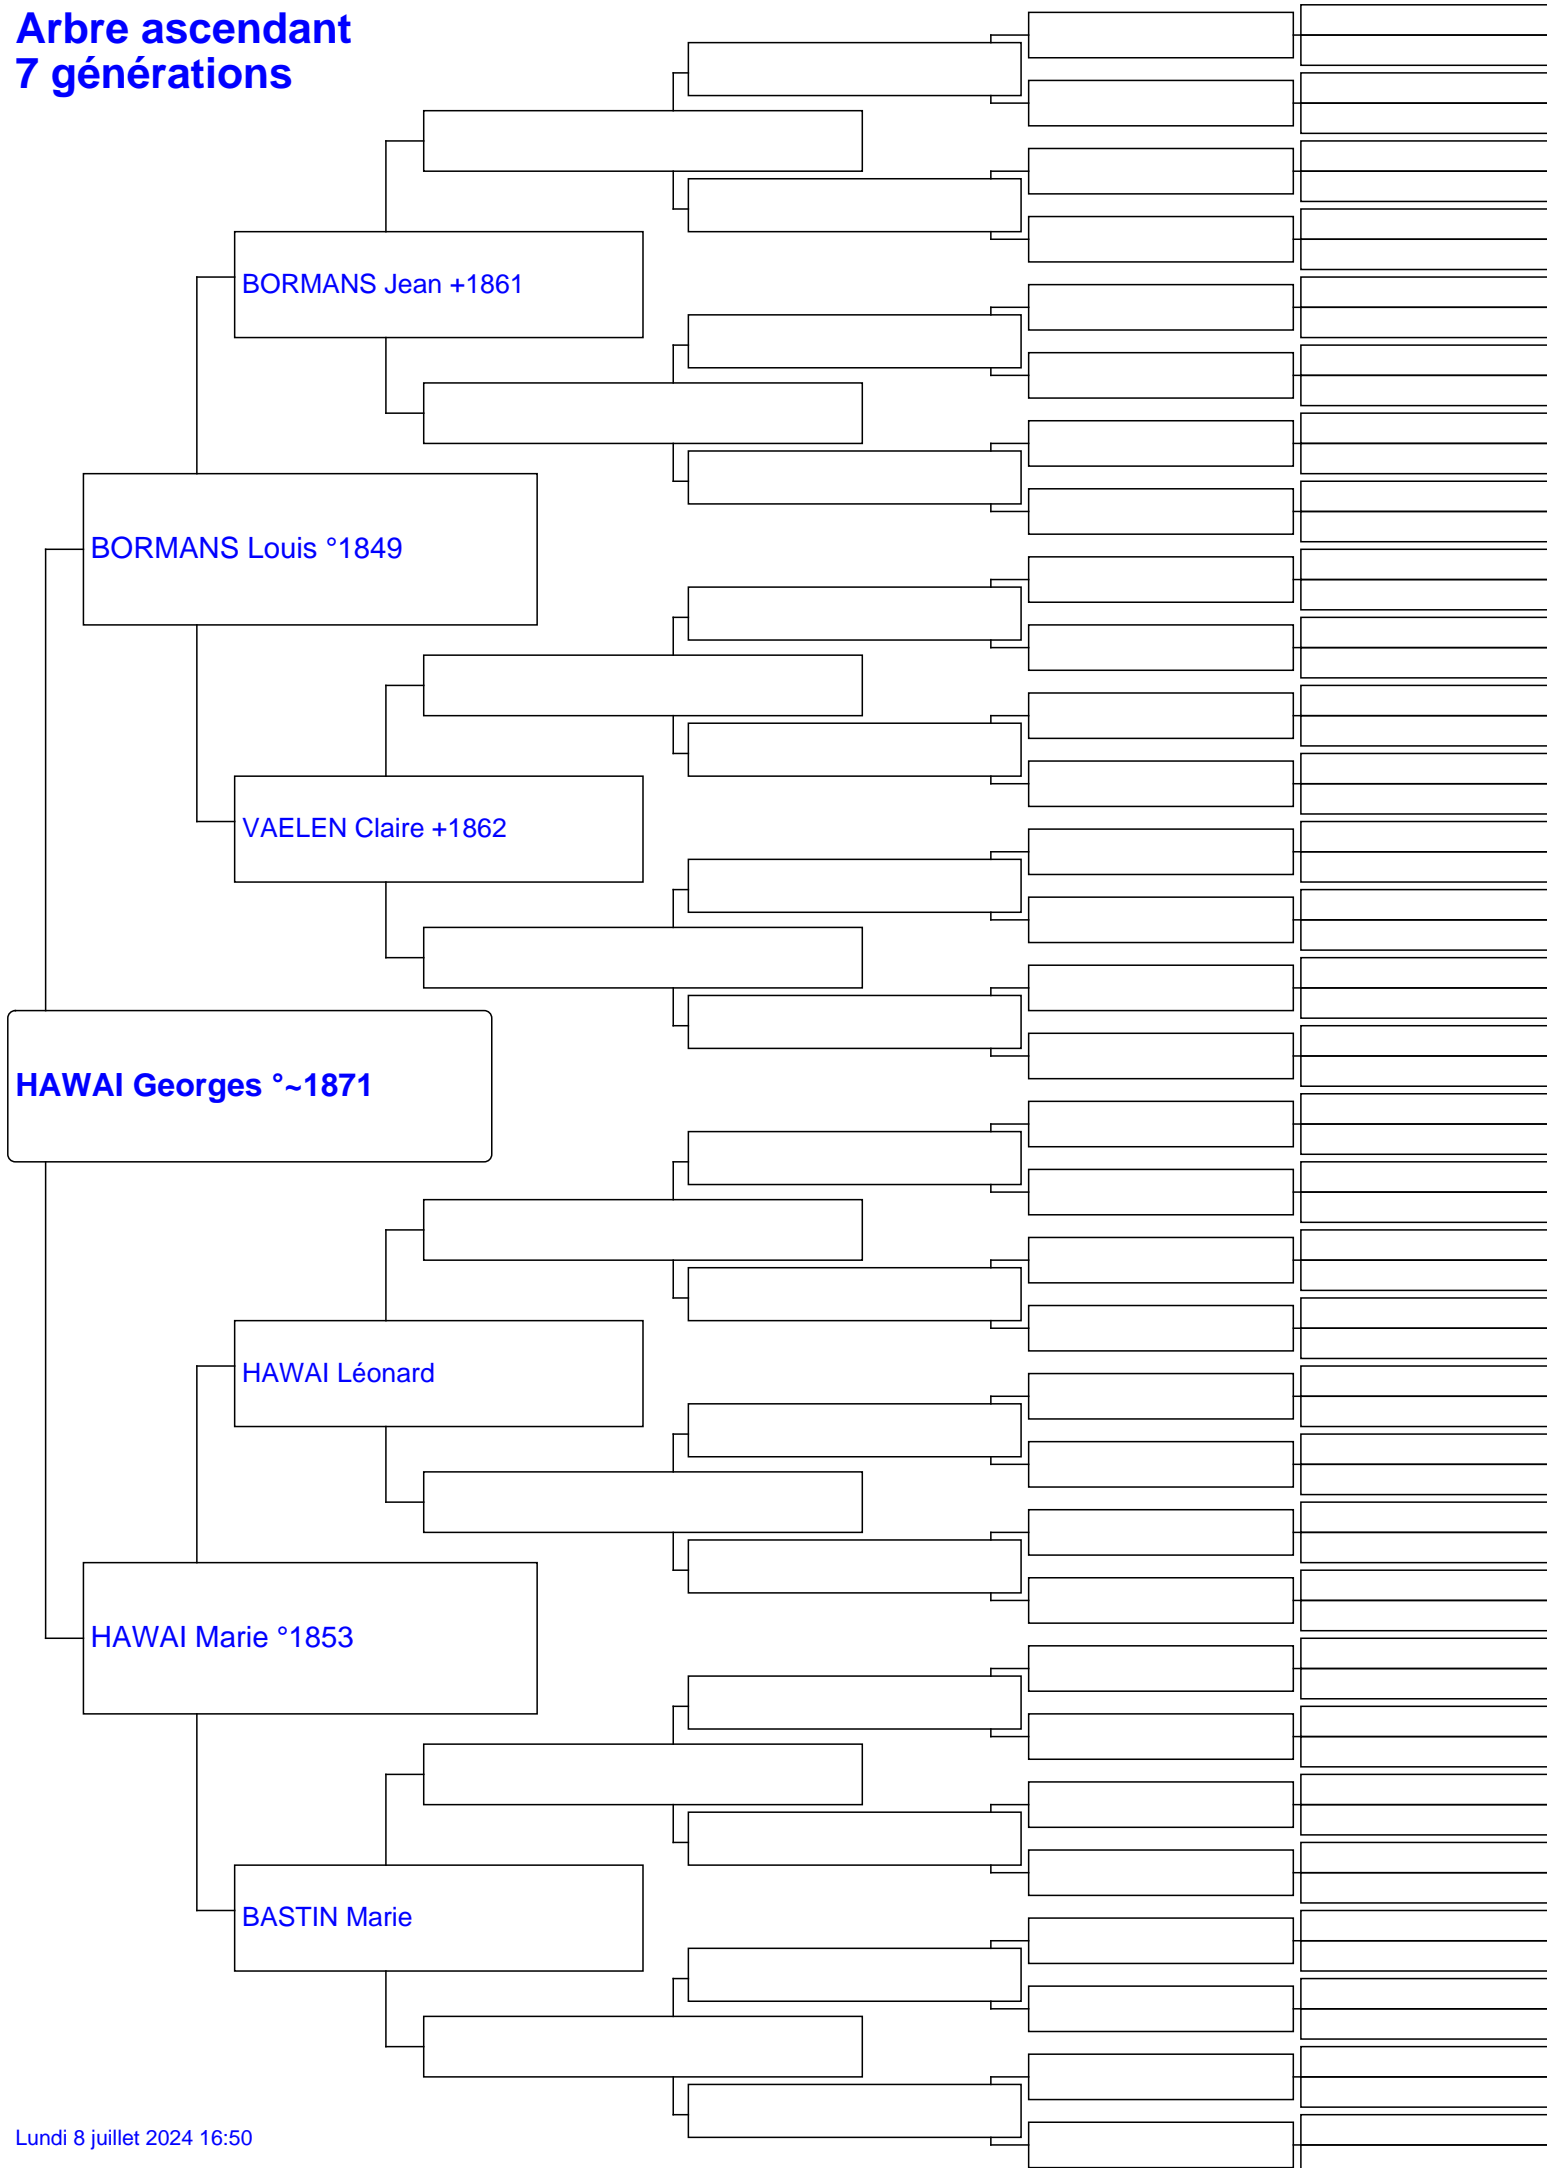 Arbre ascendant
7 générations
BORMANS Jean +1861
BORMANS Louis °1849
VAELEN Claire +1862
HAWAI Georges °~1871
HAWAI Léonard
HAWAI Marie °1853
BASTIN Marie
Lundi 8 juillet 2024 16:50